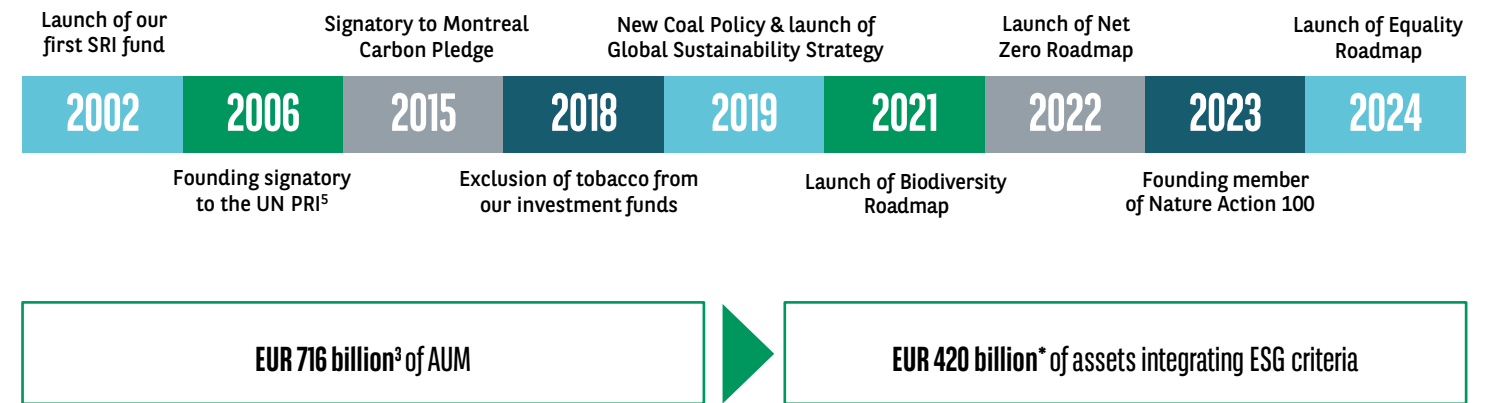 Launch of our
first SRI fund
Signatory to Montreal
Carbon Pledge
New Coal Policy & launch of
Global Sustainability Strategy
Launch of Net
Zero Roadmap
Launch of Equality
Roadmap
2002 2006 2015 2018 2019 2021 2022 2023 2024
Founding signatory
to the UN PRI⁵
Exclusion of tobacco from
our investment funds
Launch of Biodiversity
Roadmap
Founding member
of Nature Action 100
EUR 716 billion³ of AUM
EUR 420 billion* of assets integrating ESG criteria